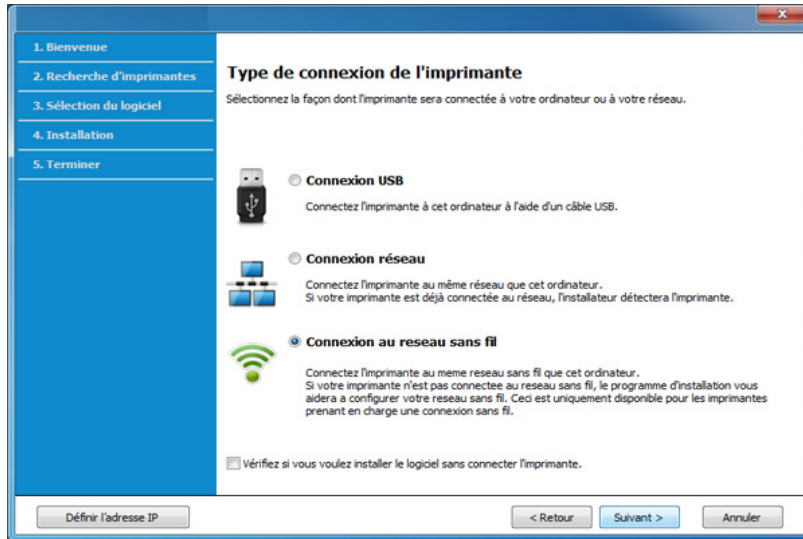 1. Bienvenue
2. Recherche d'imprimantes
3. Sélection du logiciel
4. Installation
5. Terminer
Type de connexion de l'imprimante
Sélectionnez la façon dont l'imprimante sera connectée à votre ordinateur ou à votre réseau.
Connexion USB
Connectez l'imprimante à cet ordinateur à l'aide d'un câble USB.
Connexion réseau
Connectez l'imprimante au même réseau que cet ordinateur.
Si votre imprimante est déjà connectée au réseau, l'installateur détectera l'imprimante.
Connexion au reseau sans fil
Connectez l'imprimante au meme reseau sans fil que cet ordinateur.
Si votre imprimante n'est pas connectee au reseau sans fil, le programme d'installation vous
aidera a configurer votre reseau sans fil. Ceci est uniquement disponible pour les imprimantes
prenant en charge une connexion sans fil.
Vérifiez si vous voulez installer le logiciel sans connecter l'imprimante.
Définir l'adresse IP
< Retour
Suivant >
Annuler